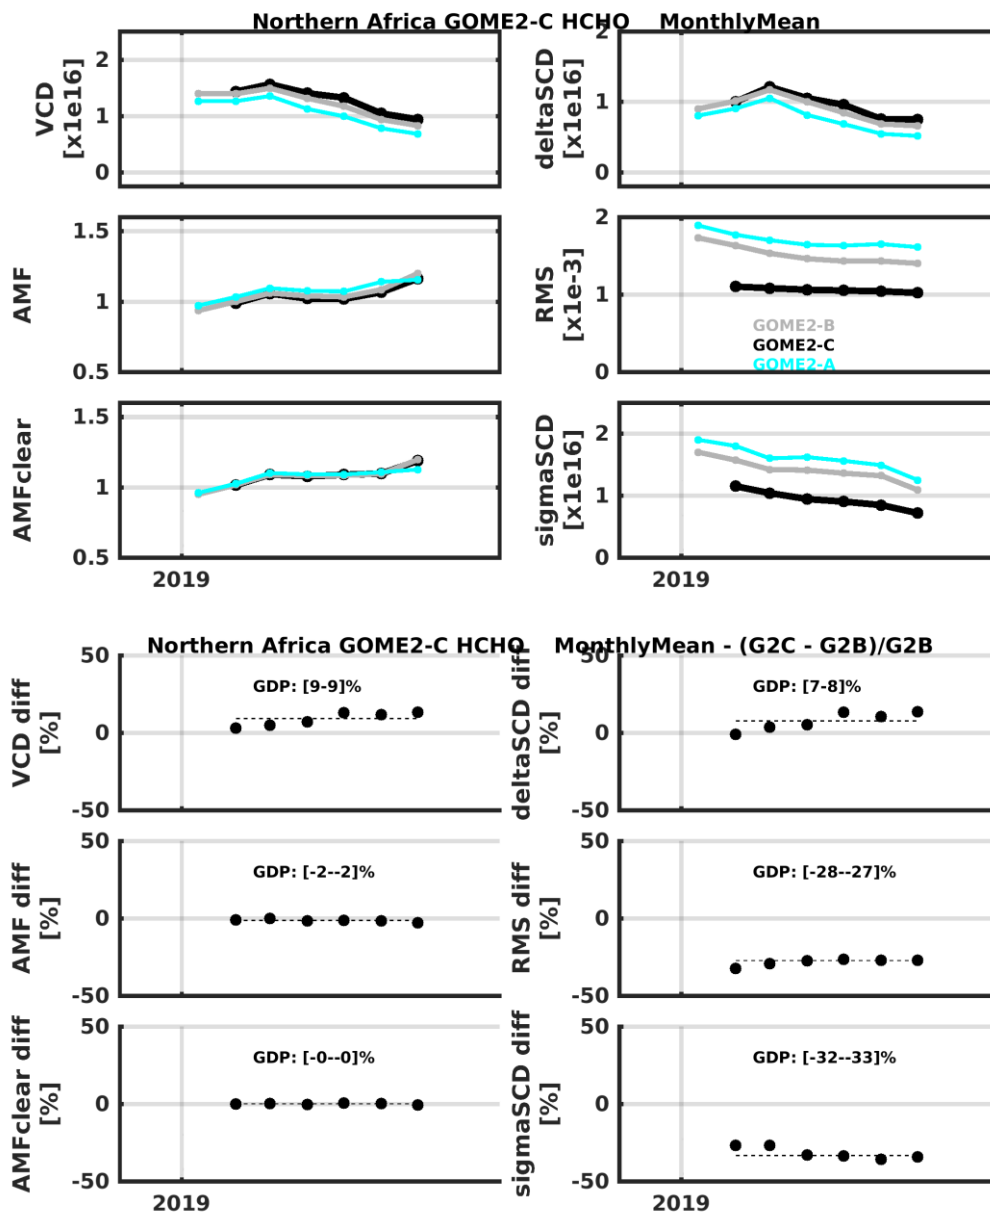 Northern Africa GOME2-C HCHO MonthlyMean
VCD
[x1e16]
2
1
0
deltaSCD
[x1e16]
2
1
0
AMF
1.5
1
0.5
RMS
[x1e-3]
2
1
0
GOME2-B
GOME2-C
GOME2-A
AMFclear
1.5
1
0.5
2019
sigmaSCD
[x1e16]
2
1
0
2019
Northern Africa GOME2-C HCHO MonthlyMean - (G2C - G2B)/G2B
VCD diff
[%]
50
0
-50
GDP: [9-9]%
deltaSCD diff
[%]
50
0
-50
GDP: [7-8]%
AMF diff
[%]
50
0
-50
GDP: [-2--2]%
RMS diff
[%]
50
0
-50
GDP: [-28--27]%
AMFclear diff
[%]
50
0
-50
GDP: [-0--0]%
2019
sigmaSCD diff
[%]
50
0
-50
GDP: [-32--33]%
2019